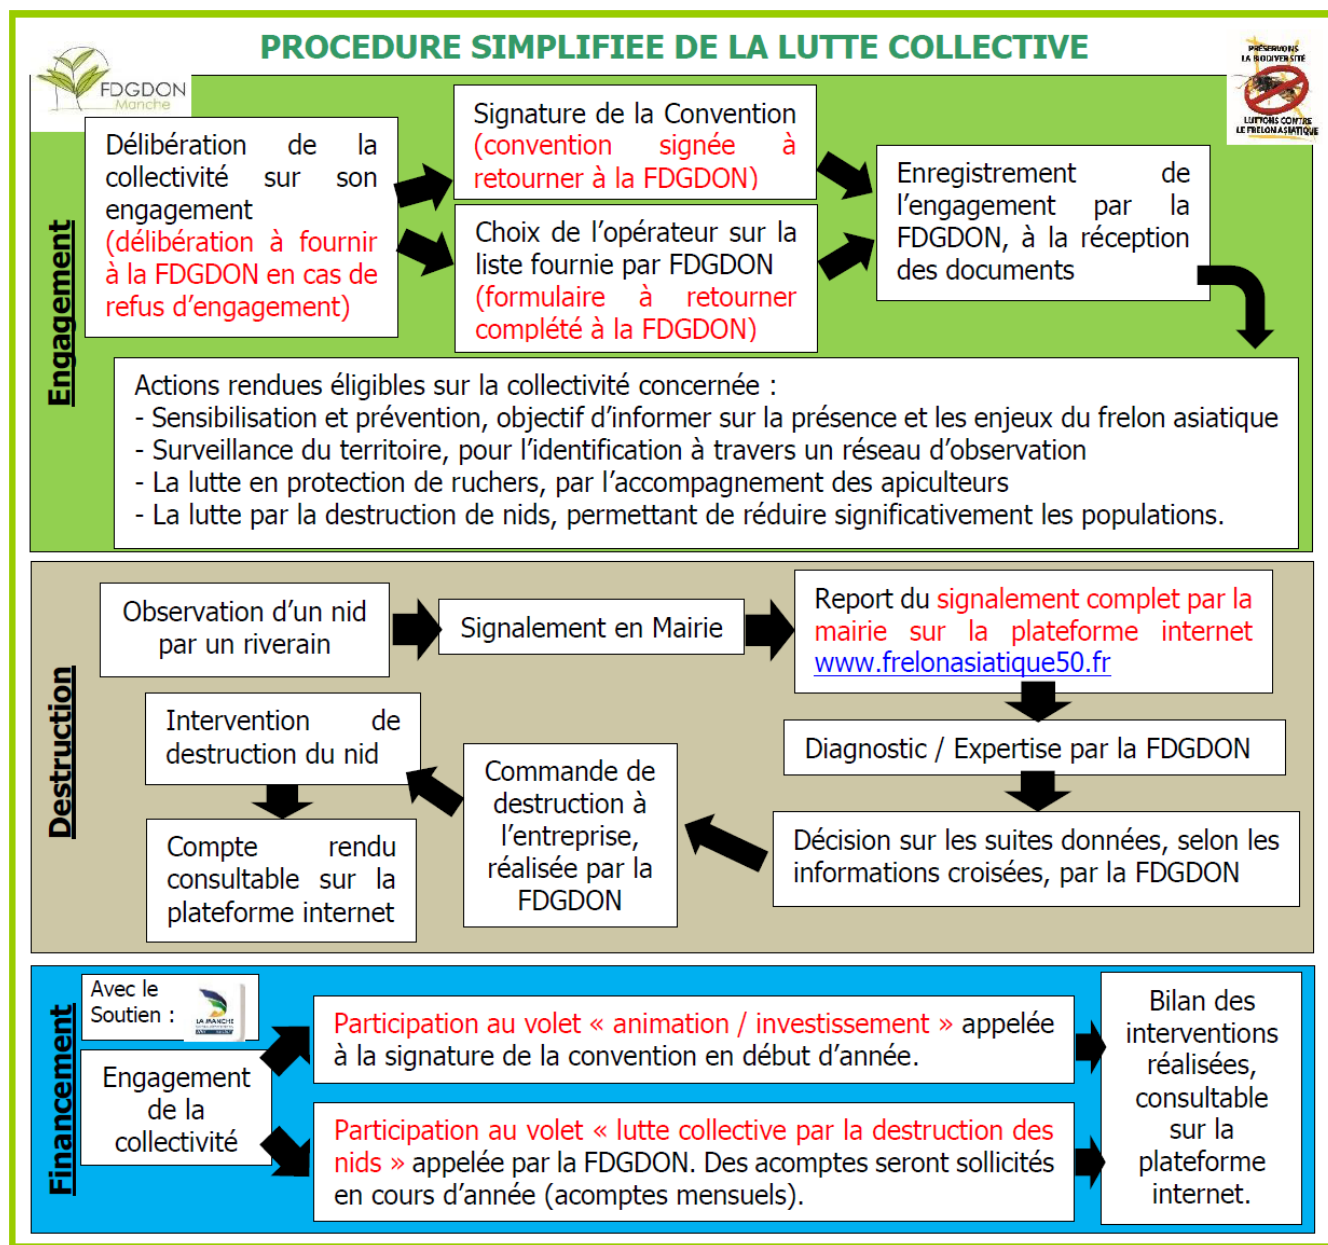 PROCEDURE SIMPLIFIEE DE LA LUTTE COLLECTIVE
FDGDON
Manche
PRÉSERVONS
LA BIODIVERSITÉ
LUTTONS CONTRE
LE FRELON ASIATIQUE
Engagement
Délibération de la
collectivité sur son
engagement
(délibération à fournir
à la FDGDON en cas de
refus d'engagement)
Signature de la Convention
(convention signée à
retourner à la FDGDON)
Choix de l'opérateur sur la
liste fournie par FDGDON
(formulaire à retourner
complété à la FDGDON)
Enregistrement de
l'engagement par la
FDGDON, à la réception
des documents
Actions rendues éligibles sur la collectivité concernée :
- Sensibilisation et prévention, objectif d'informer sur la présence et les enjeux du frelon asiatique
- Surveillance du territoire, pour l'identification à travers un réseau d'observation
- La lutte en protection de ruchers, par l'accompagnement des apiculteurs
- La lutte par la destruction de nids, permettant de réduire significativement les populations.
Destruction
Observation d'un nid
par un riverain
Signalement en Mairie
Report du signalement complet par la
mairie sur la plateforme internet
www.frelonasiatique50.fr
Diagnostic / Expertise par la FDGDON
Décision sur les suites données, selon les
informations croisées, par la FDGDON
Commande de
destruction à
l'entreprise,
réalisée par la
FDGDON
Intervention de
destruction du nid
Compte rendu
consultable sur la
plateforme internet
Financement
Avec le
Soutien :
LA MANCHE
Engagement
de la
collectivité
Participation au volet « animation / investissement » appelée
à la signature de la convention en début d'année.
Participation au volet « lutte collective par la destruction des
nids » appelée par la FDGDON. Des acomptes seront sollicités
en cours d'année (acomptes mensuels).
Bilan des
interventions
réalisées,
consultable
sur la
plateforme
internet.